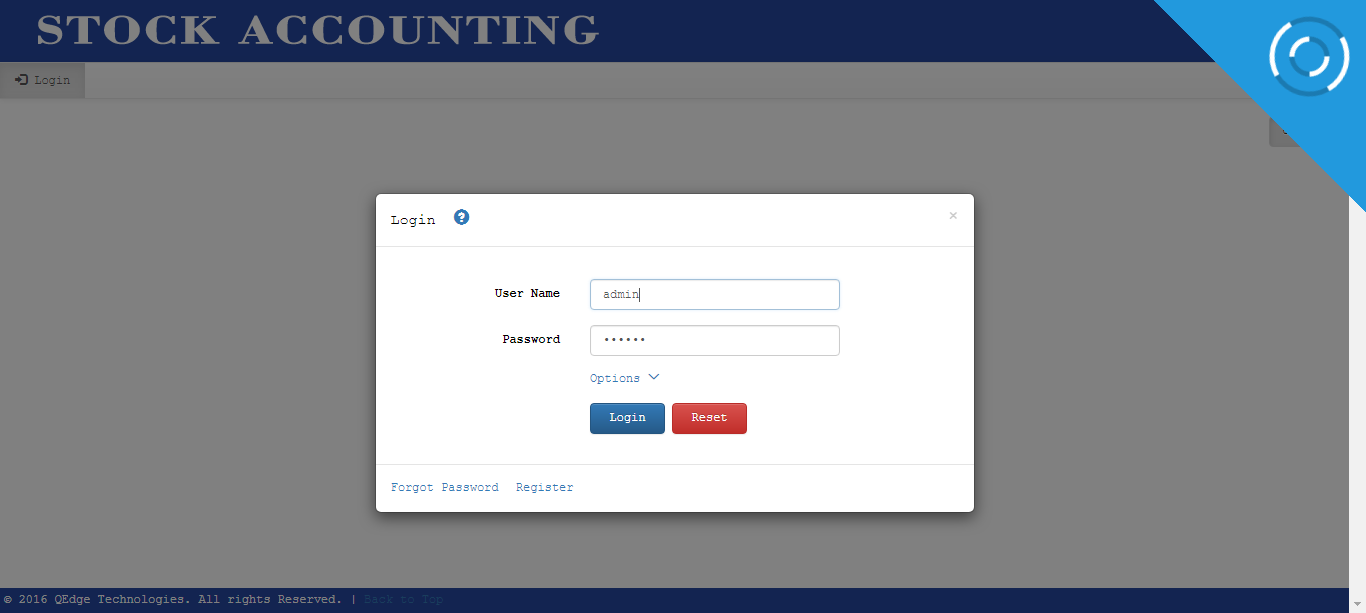 STOCK ACCOUNTING
Login
Login
User Name admin
Password ••••••
Options
Login Reset
Forgot Password Register
© 2016 QEdge Technologies. All rights Reserved. | Back to Top